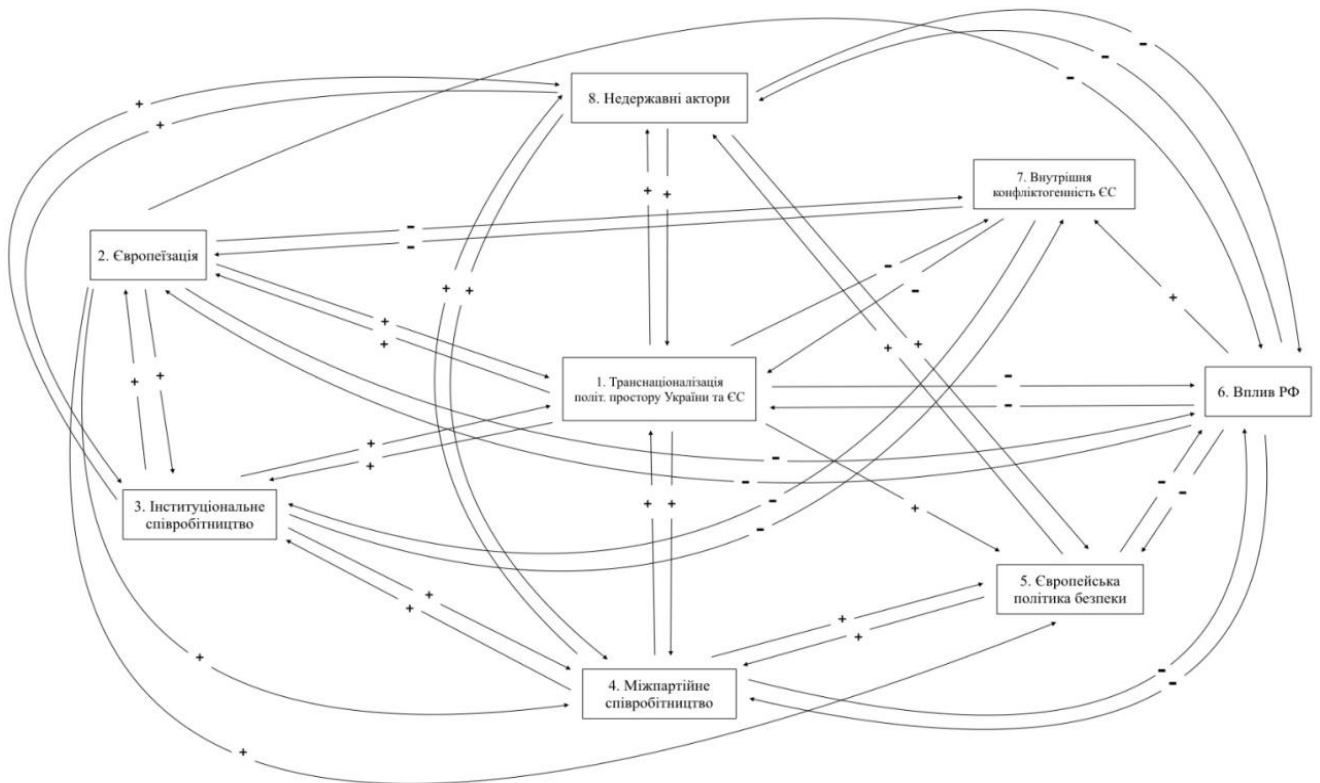 8. Недержавні актори
7. Внутрішня
конфліктогенність ЄС
2. Європеїзація
1. Транснаціоналізація
політ. простору України та ЄС
6. Вплив РФ
3. Інституціональне
співробітництво
5. Європейська
політика безпеки
4. Міжпартійне
співробітництво